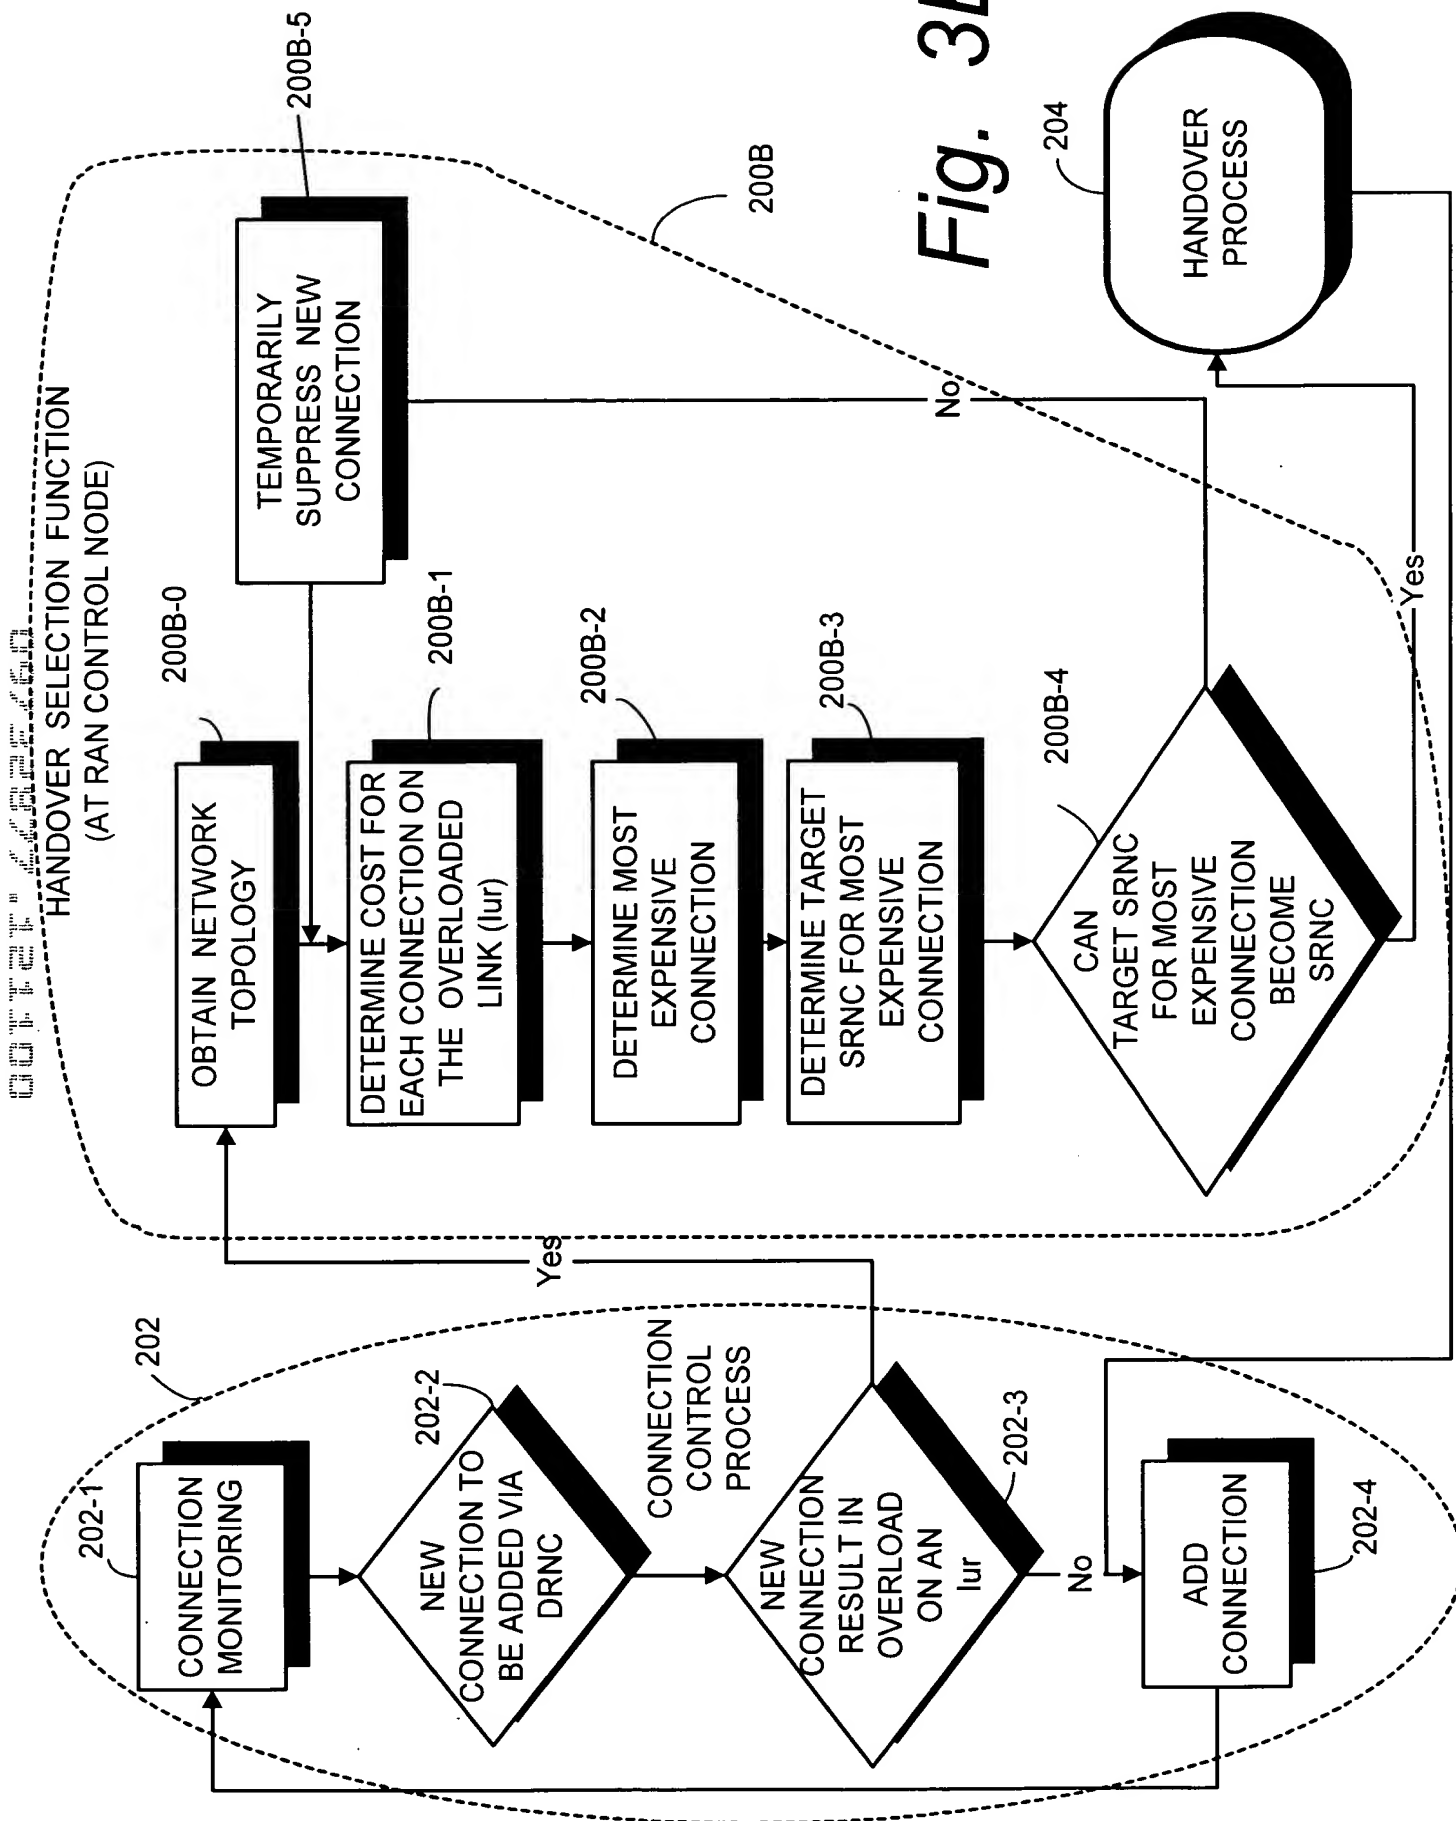 HANDOVER SELECTION FUNCTION
(AT RAN CONTROL NODE)
202
202-1
CONNECTION
MONITORING
202-2
NEW
CONNECTION TO
BE ADDED VIA
DRNC
CONNECTION
CONTROL
PROCESS
NEW
CONNECTION
RESULT IN
OVERLOAD
ON AN
Iur
202-3
No
Yes
ADD
CONNECTION
202-4
200B-0
OBTAIN NETWORK
TOPOLOGY
200B-1
DETERMINE COST FOR
EACH CONNECTION ON
THE OVERLOADED
LINK (Iur)
200B-2
DETERMINE MOST
EXPENSIVE
CONNECTION
200B-3
DETERMINE TARGET
SRNC FOR MOST
EXPENSIVE
CONNECTION
200B-4
CAN
TARGET SRNC
FOR MOST
EXPENSIVE
CONNECTION
BECOME
SRNC
Yes
No
200B-5
TEMPORARILY
SUPPRESS NEW
CONNECTION
200B
204
HANDOVER
PROCESS
Fig.